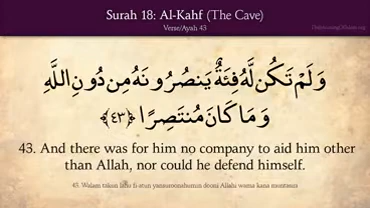 Surah 18: Al-Kahf (The Cave)
Verse/Ayah 43
وَلَمْ تَكُن لَّهُ فِئَةٌ يَنصُرُونَهُ مِن دُونِ اللَّهِ
وَمَا كَانَ مُنتَصِرًا ﴿٤٣﴾
43. And there was for him no company to aid him other
than Allah, nor could he defend himself.
43. Walam takun lahu fi-atun yansuroonahu min dooni Allahi wama kana muntasira